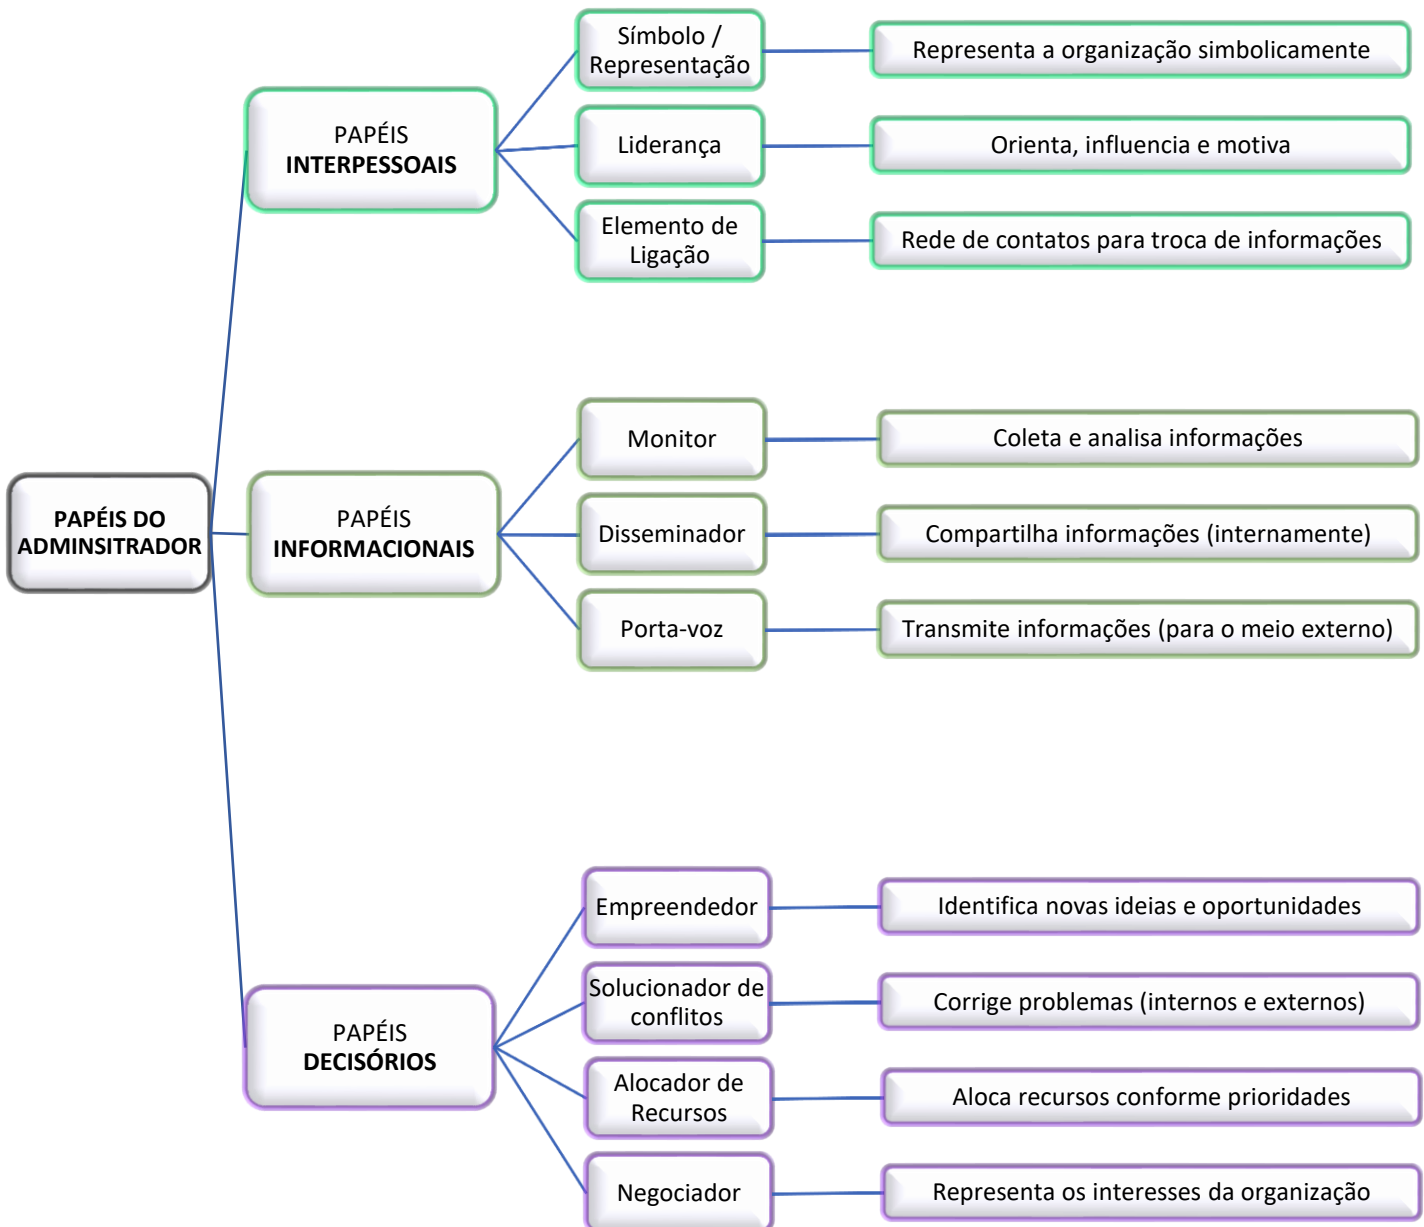 Símbolo /
Representação
Representa a organização simbolicamente
PAPÉIS
INTERPESSOAIS
Liderança
Orienta, influencia e motiva
Elemento de
Ligação
Rede de contatos para troca de informações
PAPÉIS DO
ADMINSITRADOR
PAPÉIS
INFORMACIONAIS
Monitor
Coleta e analisa informações
Disseminador
Compartilha informações (internamente)
Porta-voz
Transmite informações (para o meio externo)
PAPÉIS
DECISÓRIOS
Empreendedor
Identifica novas ideias e oportunidades
Solucionador de
conflitos
Corrige problemas (internos e externos)
Alocador de
Recursos
Aloca recursos conforme prioridades
Negociador
Representa os interesses da organização